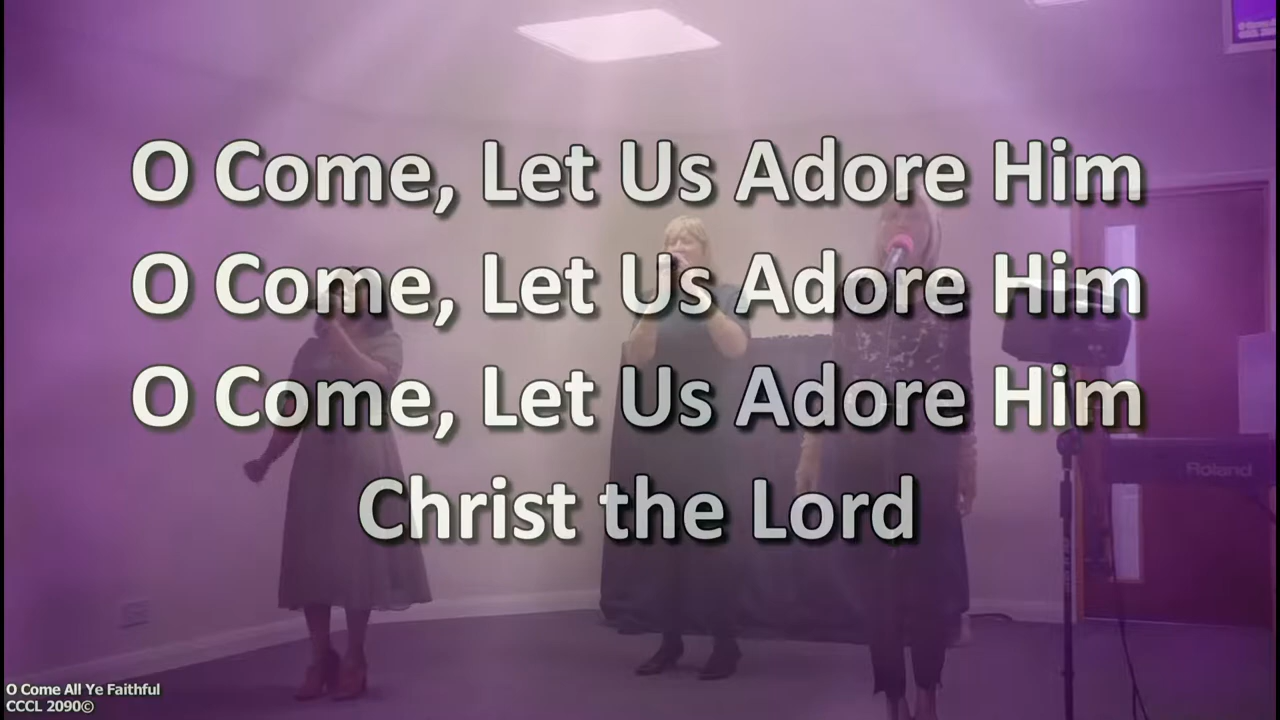 O Come, Let Us Adore Him
O Come, Let Us Adore Him
O Come, Let Us Adore Him
Christ the Lord
Roland
O Come All Ye Faithful
CCCL 2090©